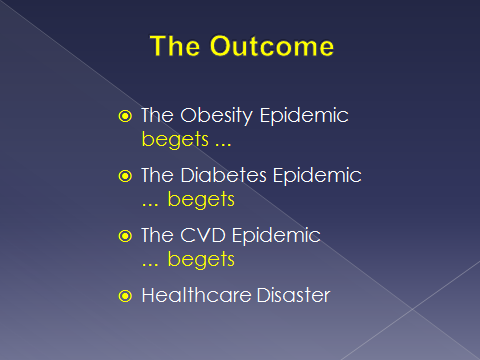 The Outcome
The Obesity Epidemic
begets ...
The Diabetes Epidemic
... begets
The CVD Epidemic
... begets
Healthcare Disaster